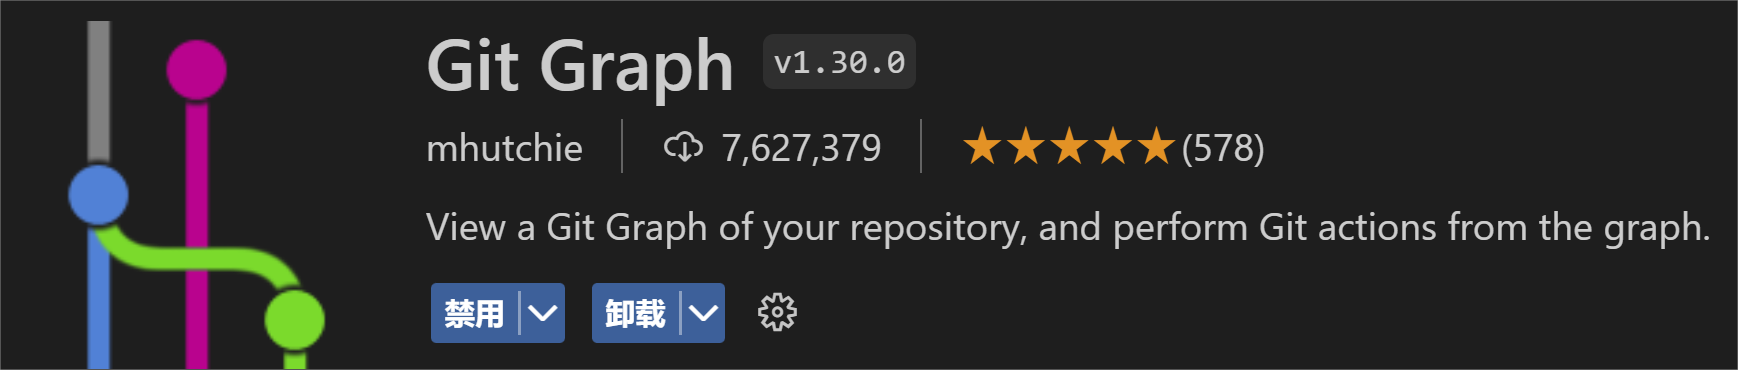 Git Graph v1.30.0
mhutchie 7,627,379 ★★★★★(578)
View a Git Graph of your repository, and perform Git actions from the graph.
禁用 卸载